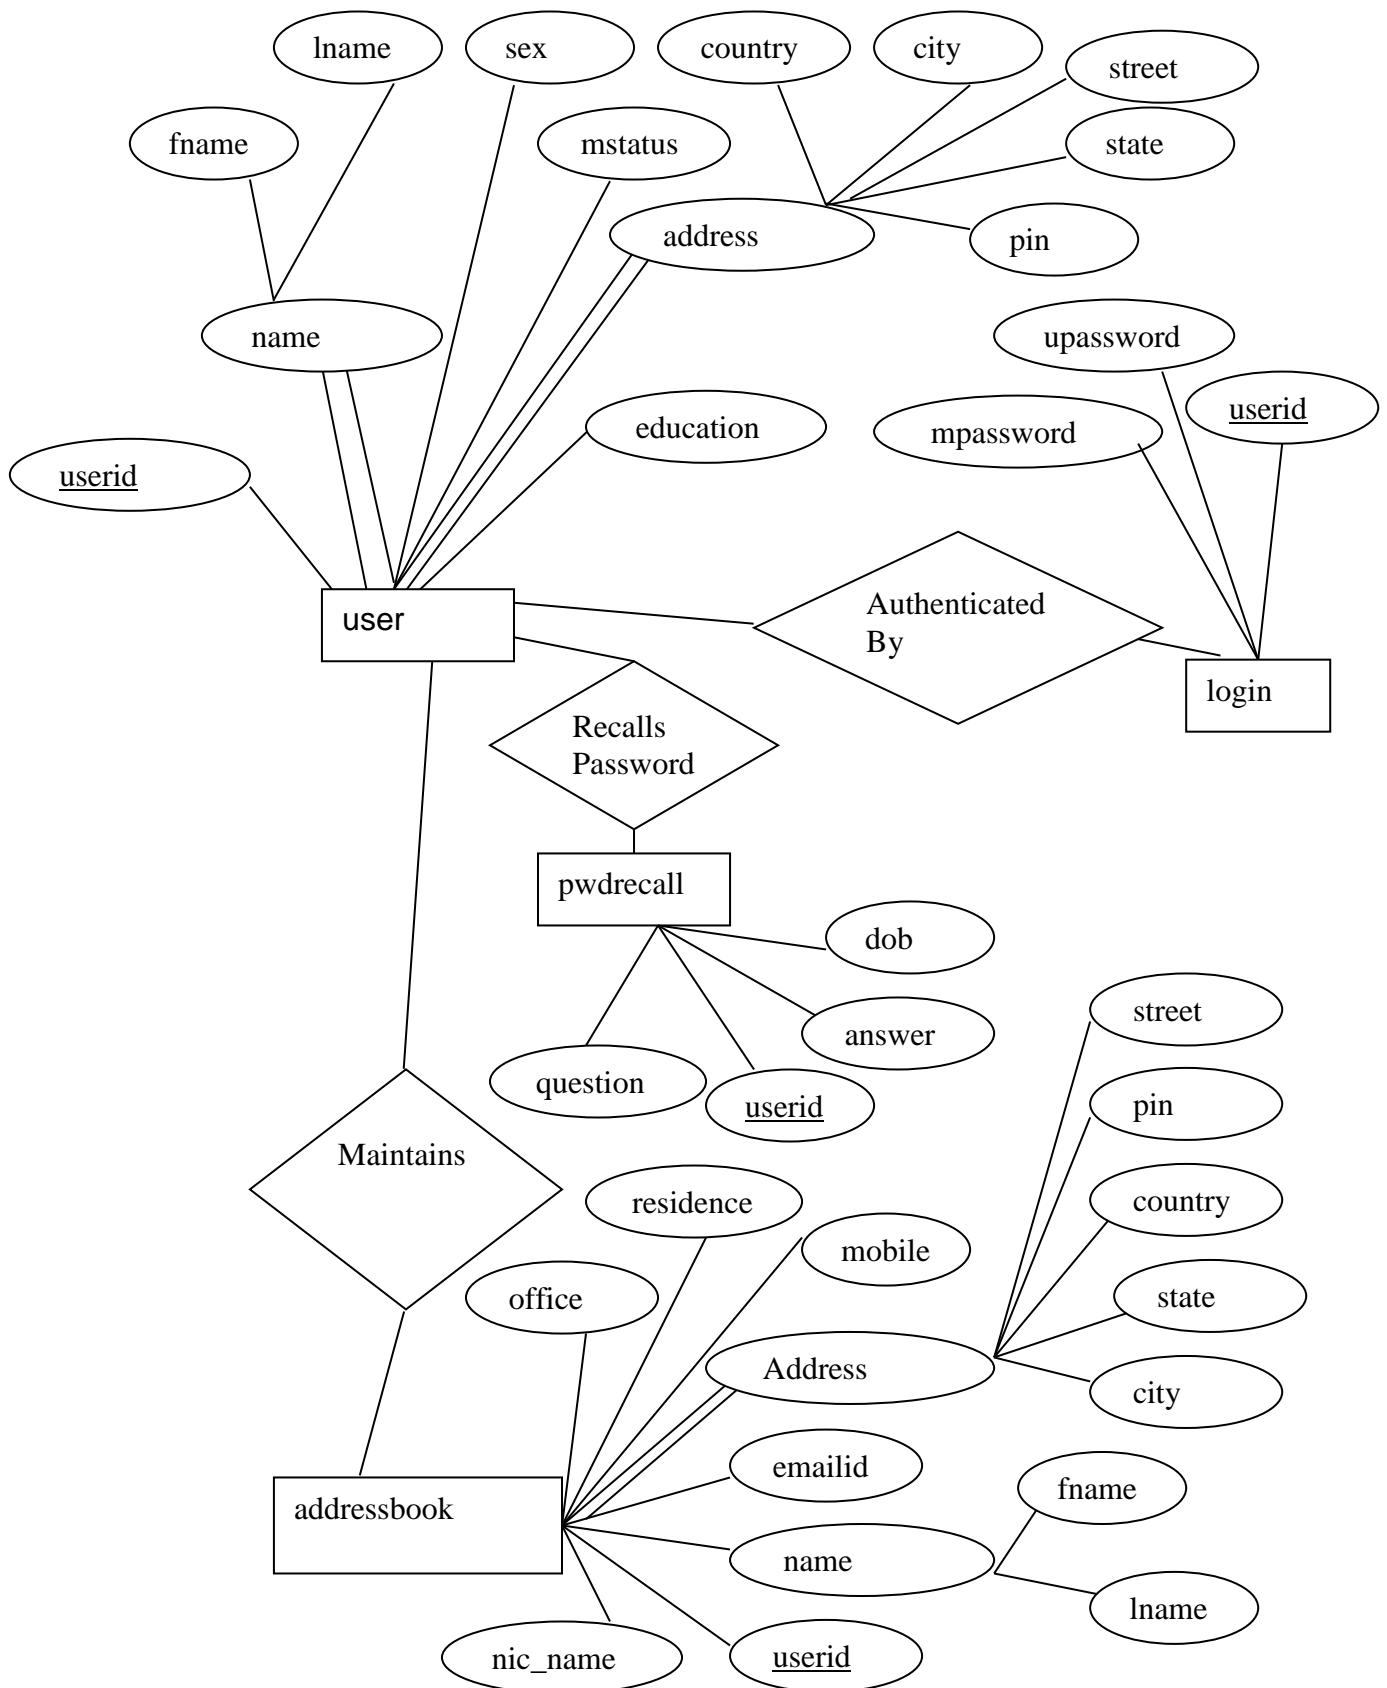 lname
sex
country
city
street
fname
mstatus
state
address
pin
name
upassword
userid
education
mpassword
userid
user
Authenticated
By
login
Recalls
Password
pwdrecall
dob
street
answer
question
userid
pin
Maintains
residence
country
mobile
office
state
Address
city
emailid
fname
addressbook
name
lname
nic_name
userid